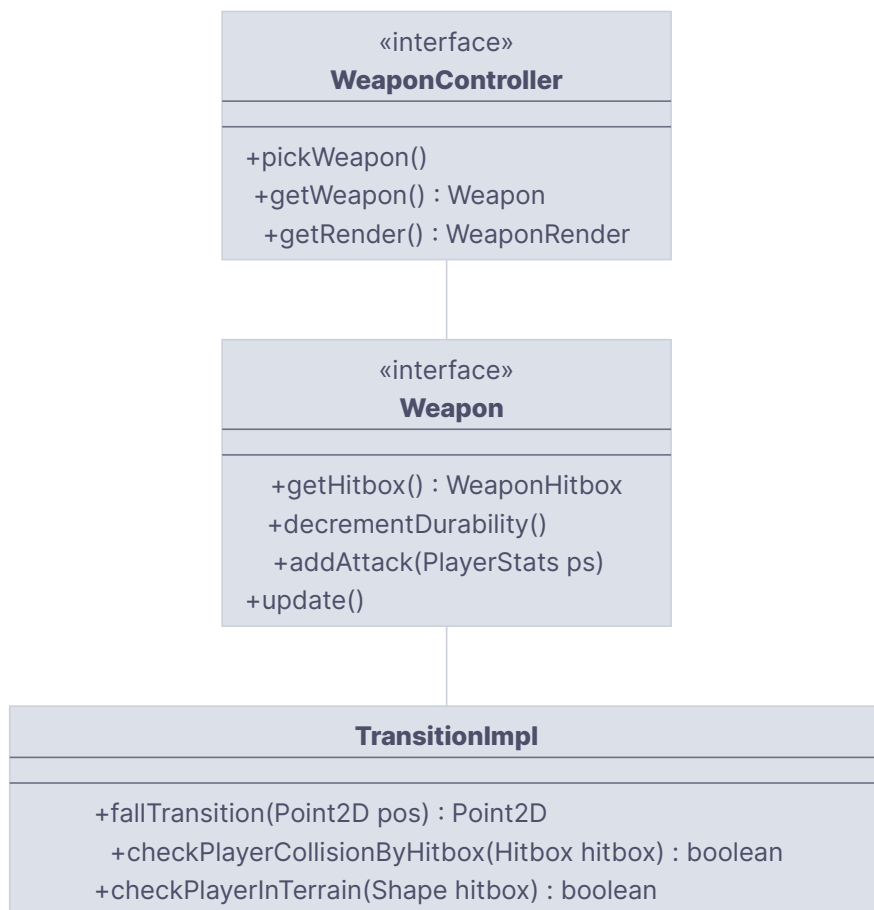 «interface»
WeaponController
+pickWeapon()
+getWeapon() : Weapon
+getRender() : WeaponRender
«interface»
Weapon
+getHitbox() : WeaponHitbox
+decrementDurability()
+addAttack(PlayerStats ps)
+update()
TransitionImpl
+fallTransition(Point2D pos) : Point2D
+checkPlayerCollisionByHitbox(Hitbox hitbox) : boolean
+checkPlayerInTerrain(Shape hitbox) : boolean